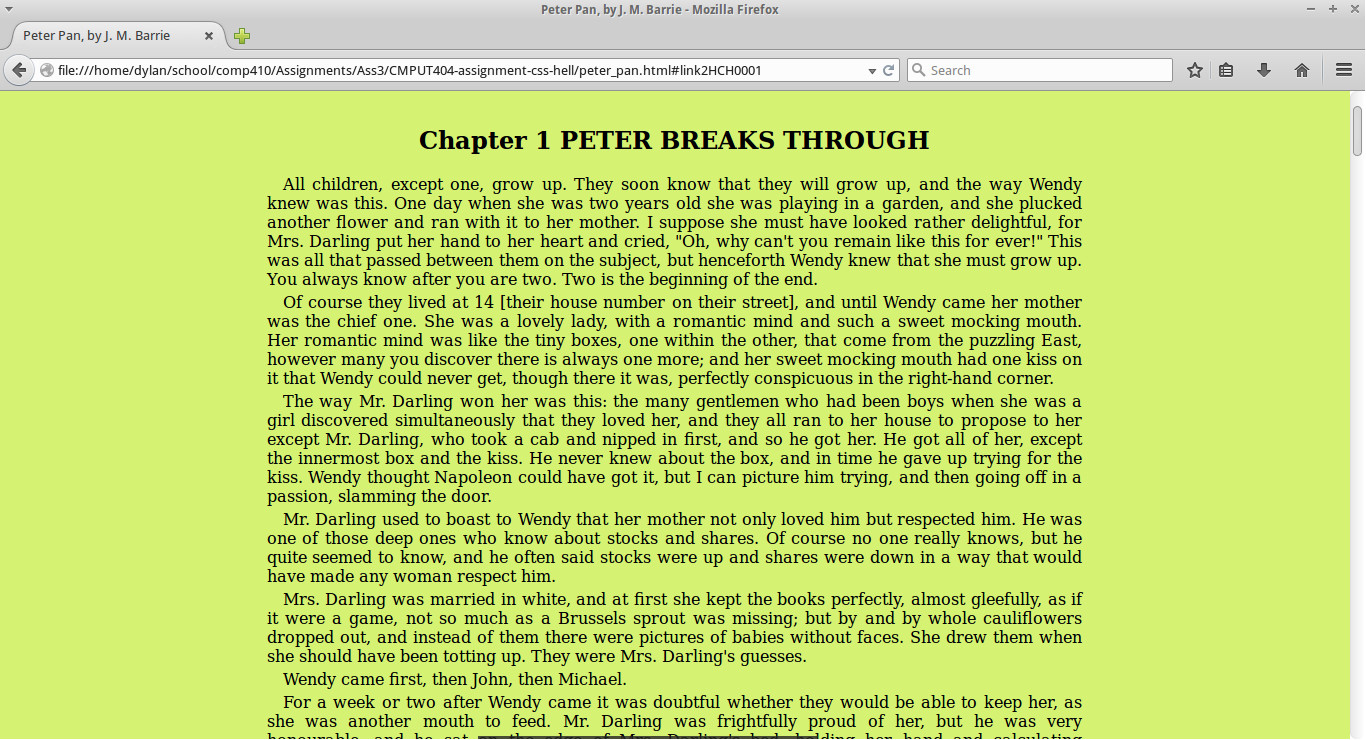 Peter Pan, by J. M. Barrie - Mozilla Firefox
Peter Pan, by J. M. Barrie
file:///home/dylan/school/comp410/Assignments/Ass3/CMPUT404-assignment-css-hell/peter_pan.html#link2HCH0001
Search
Chapter 1 PETER BREAKS THROUGH
All children, except one, grow up. They soon know that they will grow up, and the way Wendy
knew was this. One day when she was two years old she was playing in a garden, and she plucked
another flower and ran with it to her mother. I suppose she must have looked rather delightful, for
Mrs. Darling put her hand to her heart and cried, "Oh, why can't you remain like this for ever!" This
was all that passed between them on the subject, but henceforth Wendy knew that she must grow up.
You always know after you are two. Two is the beginning of the end.
Of course they lived at 14 [their house number on their street], and until Wendy came her mother
was the chief one. She was a lovely lady, with a romantic mind and such a sweet mocking mouth.
Her romantic mind was like the tiny boxes, one within the other, that come from the puzzling East,
however many you discover there is always one more; and her sweet mocking mouth had one kiss on
it that Wendy could never get, though there it was, perfectly conspicuous in the right-hand corner.
The way Mr. Darling won her was this: the many gentlemen who had been boys when she was a
girl discovered simultaneously that they loved her, and they all ran to her house to propose to her
except Mr. Darling, who took a cab and nipped in first, and so he got her. He got all of her, except
the innermost box and the kiss. He never knew about the box, and in time he gave up trying for the
kiss. Wendy thought Napoleon could have got it, but I can picture him trying, and then going off in a
passion, slamming the door.
Mr. Darling used to boast to Wendy that her mother not only loved him but respected him. He was
one of those deep ones who know about stocks and shares. Of course no one really knows, but he
quite seemed to know, and he often said stocks were up and shares were down in a way that would
have made any woman respect him.
Mrs. Darling was married in white, and at first she kept the books perfectly, almost gleefully, as if
it were a game, not so much as a Brussels sprout was missing; but by and by whole cauliflowers
dropped out, and instead of them there were pictures of babies without faces. She drew them when
she should have been totting up. They were Mrs. Darling's guesses.
Wendy came first, then John, then Michael.
For a week or two after Wendy came it was doubtful whether they would be able to keep her, as
she was another mouth to feed. Mr. Darling was frightfully proud of her, but he was very
honourable, and he sat on the edge of Mrs. Darling's bed, holding her hand and calculating